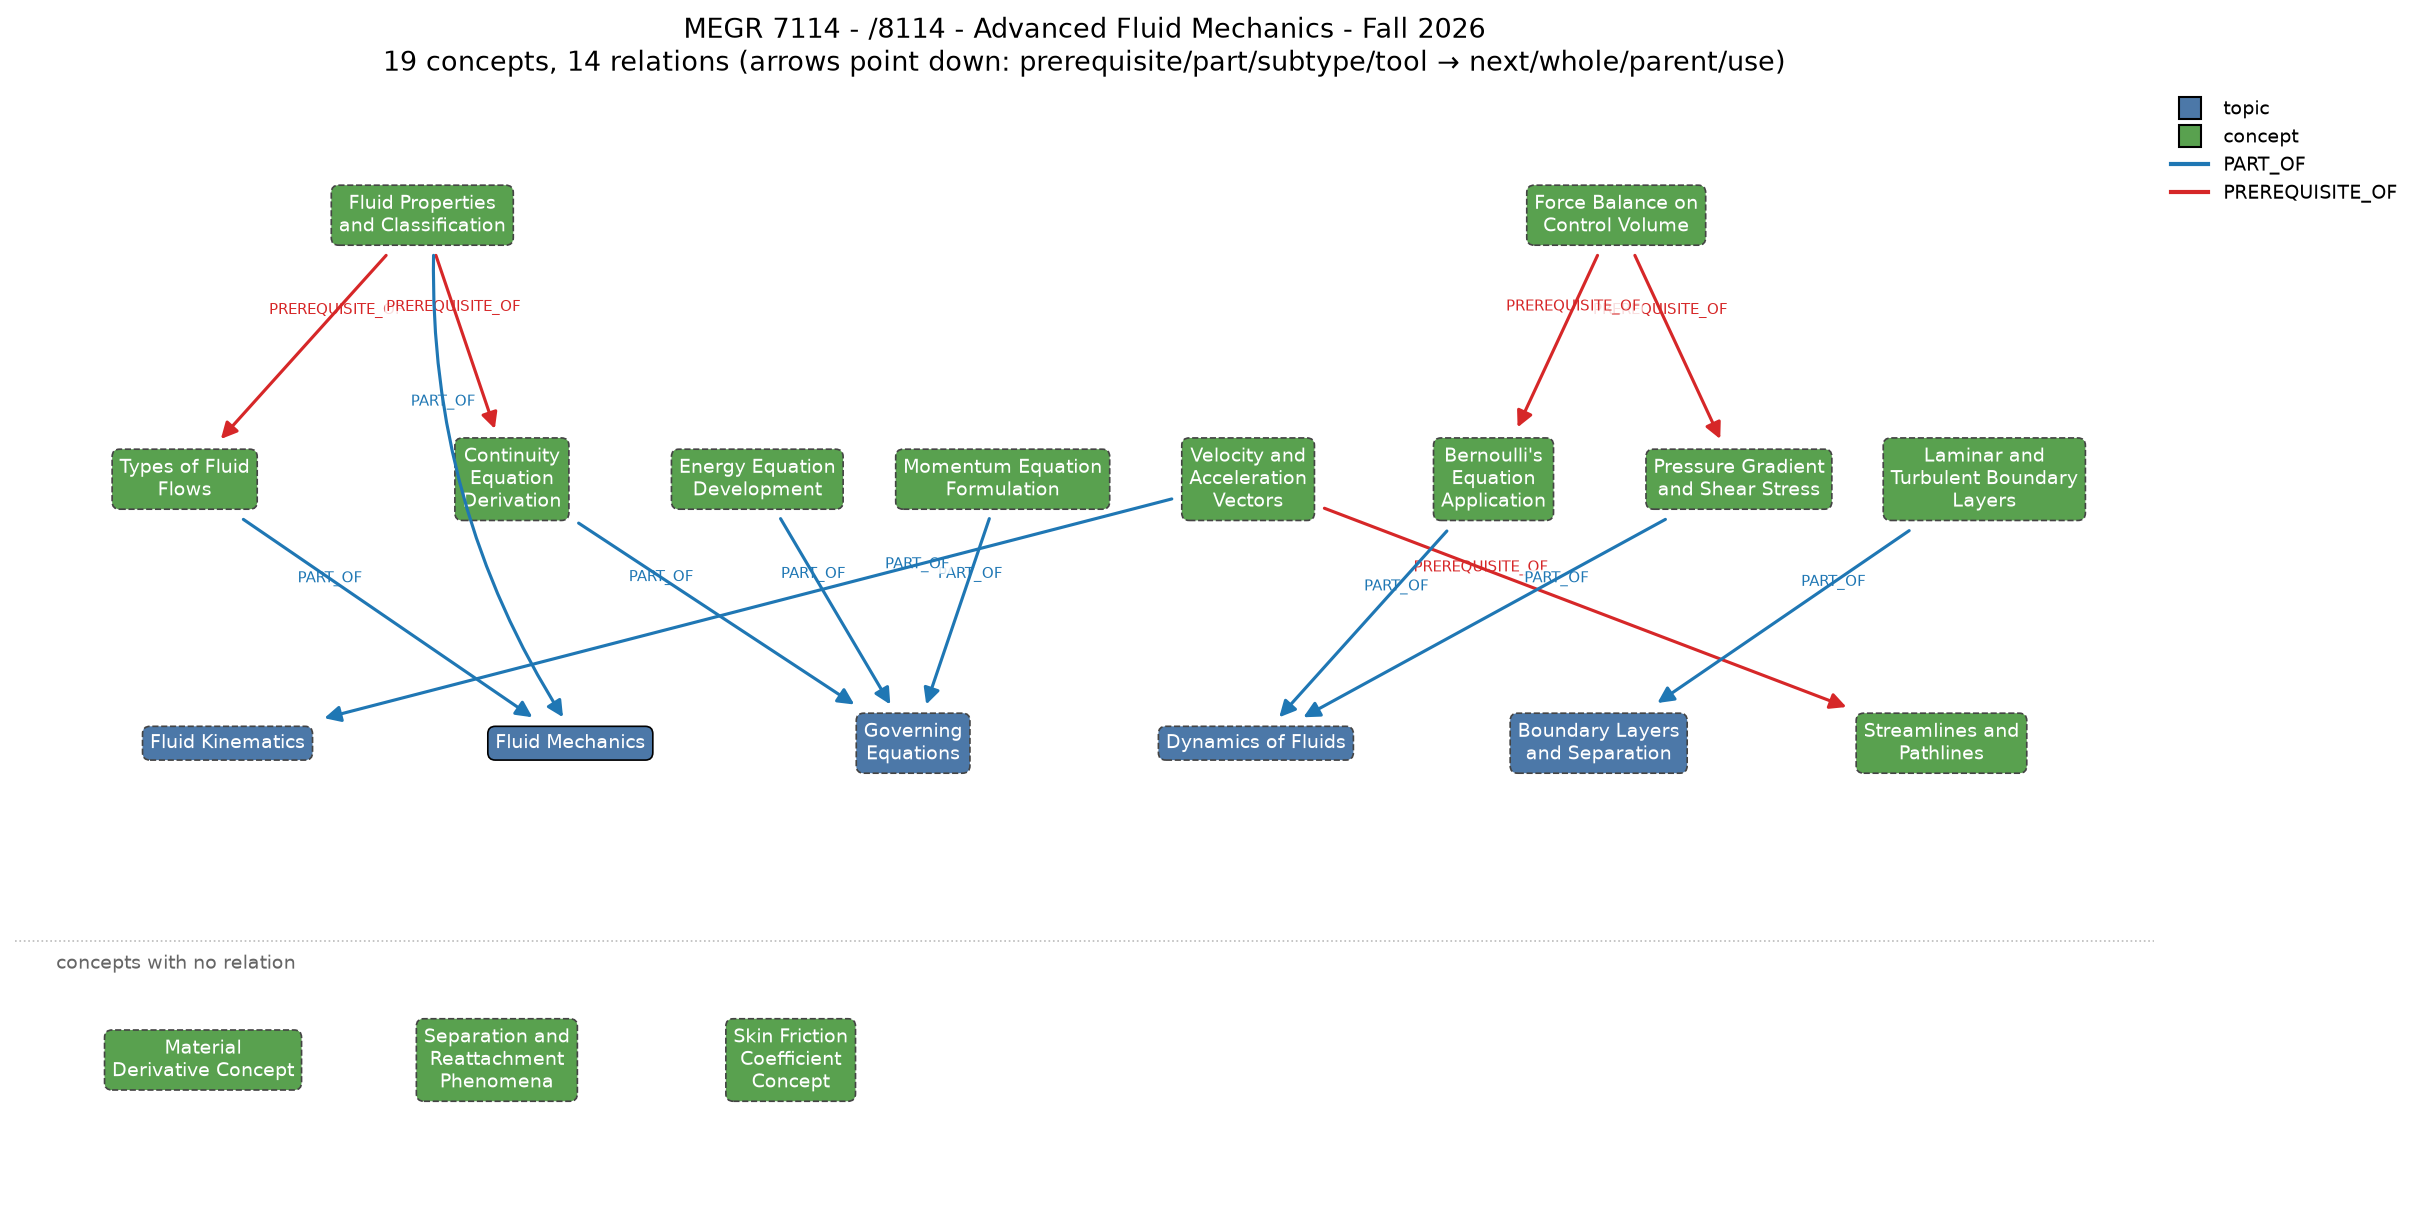 MEGR 7114 - /8114 - Advanced Fluid Mechanics - Fall 2026
19 concepts, 14 relations (arrows point down: prerequisite/part/subtype/tool → next/whole/parent/use)
topic
concept
PART_OF
PREREQUISITE_OF
Fluid Properties
and Classification
Force Balance on
Control Volume
PREREQUISITE_
PREREQUISITE_OF
PREREQUISITE_OF
QUISITE_OF
PART_OF
Types of Fluid
Flows
Continuity
Equation
Derivation
Energy Equation
Development
Momentum Equation
Formulation
Velocity and
Acceleration
Vectors
Bernoulli's
Equation
Application
Pressure Gradient
and Shear Stress
Laminar and
Turbulent Boundary
Layers
PART_OF
PART_OF
PART_OF
PART_OF
PART_OF
PREREQUISITE_OF
PART_OF
PART_OF
PART_OF
Fluid Kinematics
Fluid Mechanics
Governing
Equations
Dynamics of Fluids
Boundary Layers
and Separation
Streamlines and
Pathlines
concepts with no relation
Material
Derivative Concept
Separation and
Reattachment
Phenomena
Skin Friction
Coefficient
Concept